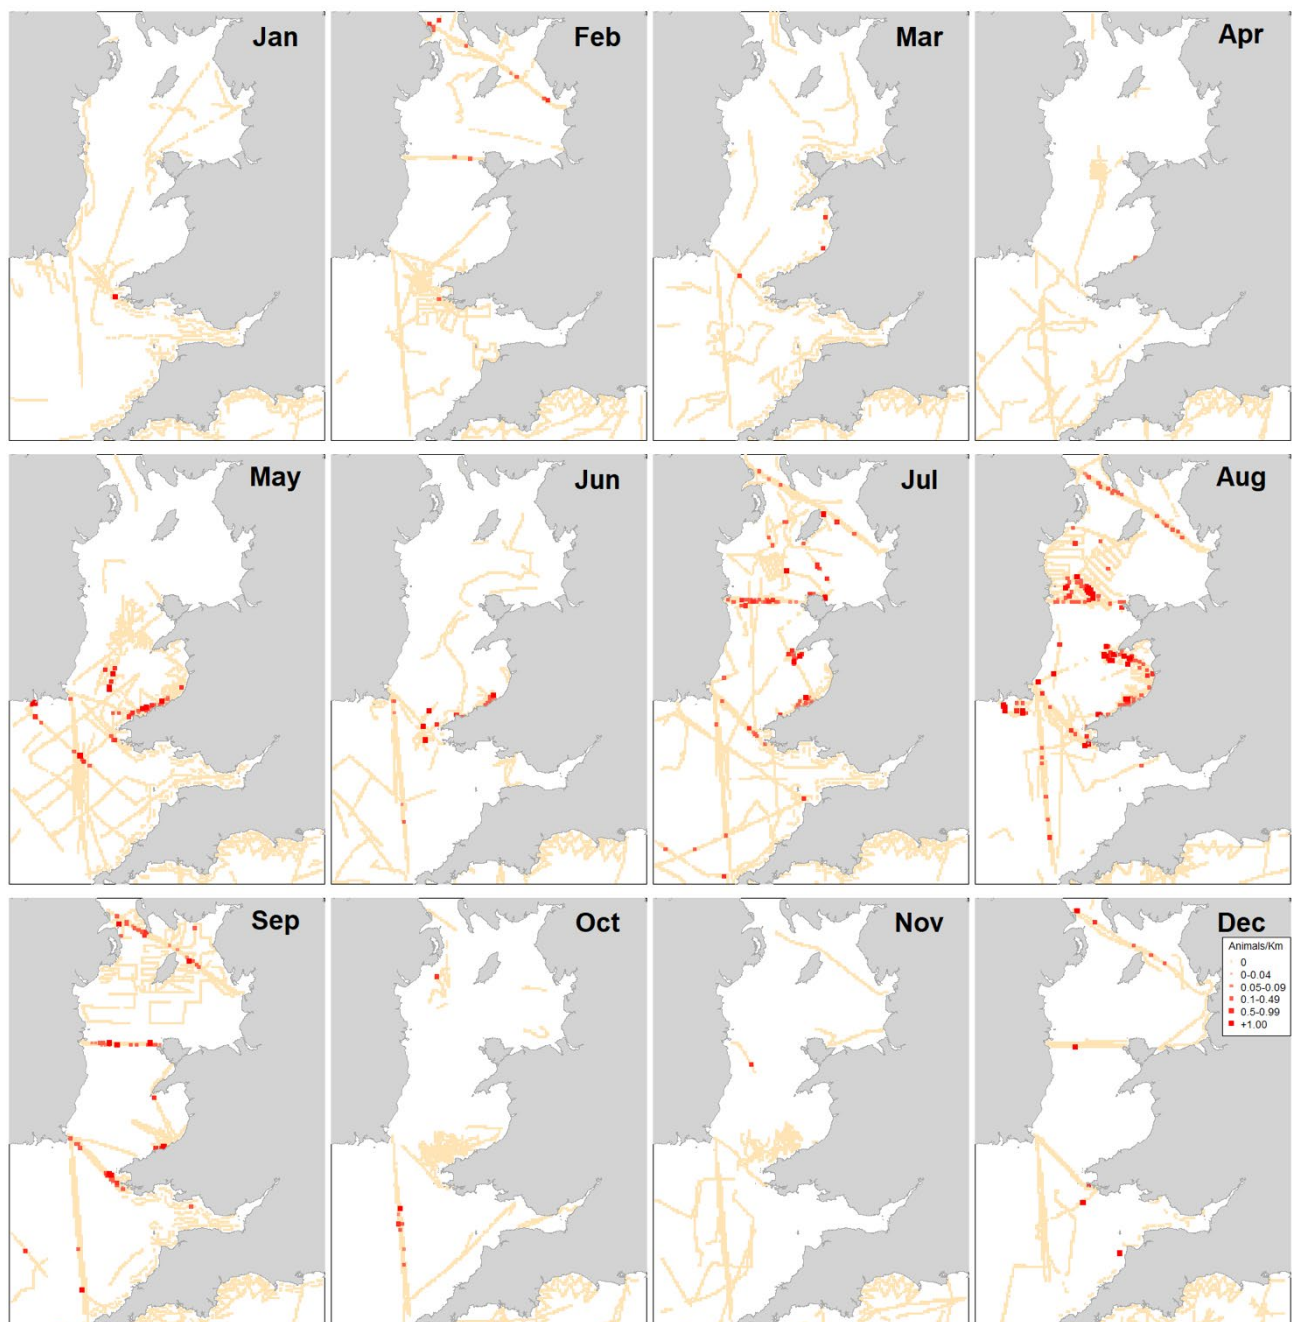 Jan
Feb
Mar
Apr
May
Jun
Jul
Aug
Sep
Oct
Nov
Dec
Animals/Km
0
0-0.04
0.05-0.09
0.1-0.49
0.5-0.99
+1.00